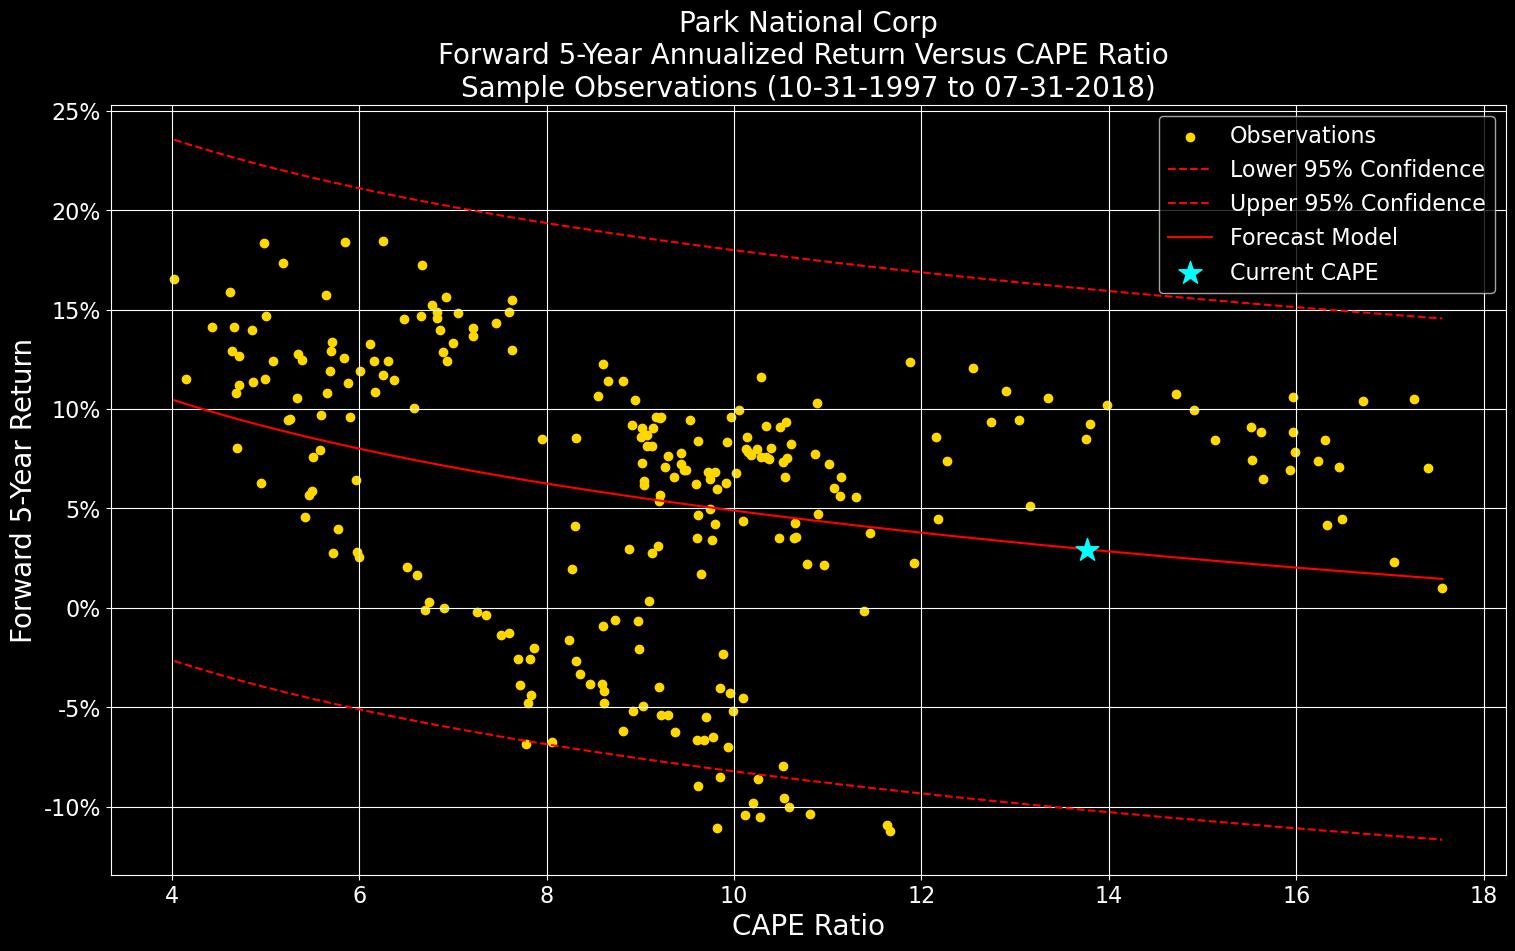 Park National Corp
Forward 5-Year Annualized Return Versus CAPE Ratio
Sample Observations (10-31-1997 to 07-31-2018)
25%
20%
15%
10%
5%
0%
-5%
-10%
Forward 5-Year Return
Observations
Lower 95% Confidence
Upper 95% Confidence
Forecast Model
Current CAPE
4 6 8 10 12 14 16 18
CAPE Ratio